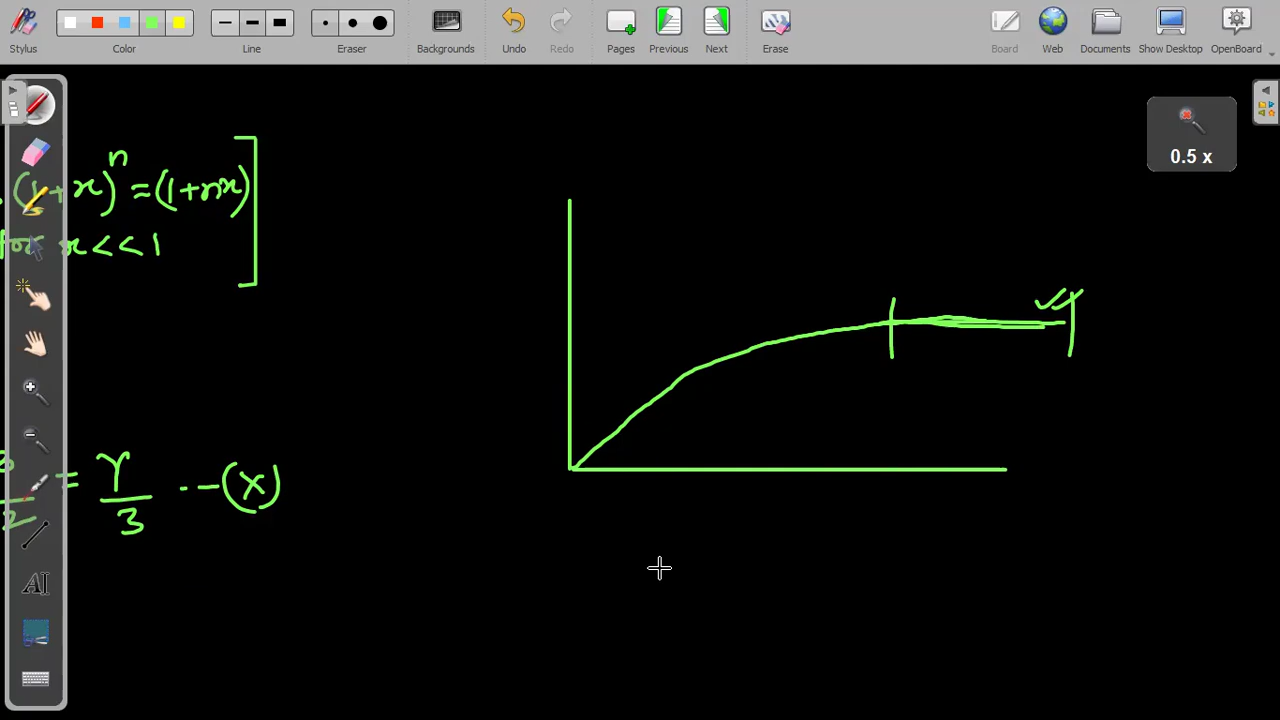 Stylus Color Line Eraser Backgrounds Undo Redo Pages Previous Next Erase Board Web Documents Show Desktop OpenBoard
0.5 x
(1+x)^n = (1+nx)
for x << 1
= r/3 --(x)
AI